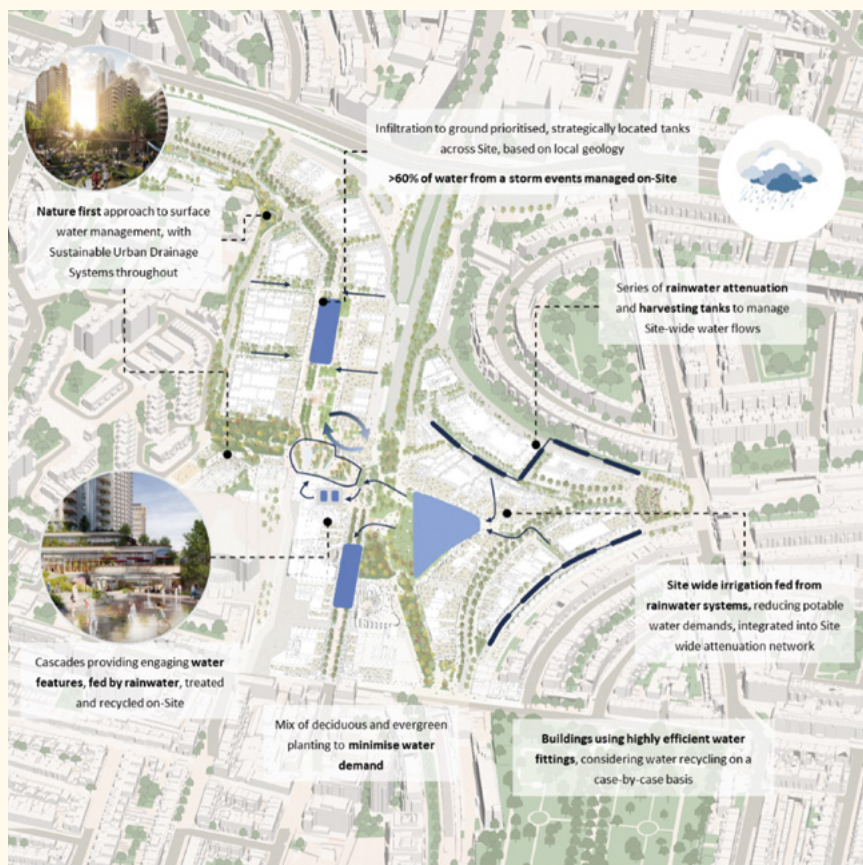 Infiltration to ground prioritised, strategically located tanks
across Site, based on local geology
>60% of water from a storm events managed on-Site
Nature first approach to surface
water management, with
Sustainable Urban Drainage
Systems throughout
Series of rainwater attenuation
and harvesting tanks to manage
Site-wide water flows
Site wide irrigation fed from
rainwater systems, reducing potable
water demands, integrated into Site
wide attenuation network
Cascades providing engaging water
features, fed by rainwater, treated
and recycled on-Site
Mix of deciduous and evergreen
planting to minimise water
demand
Buildings using highly efficient water
fittings, considering water recycling on a
case-by-case basis